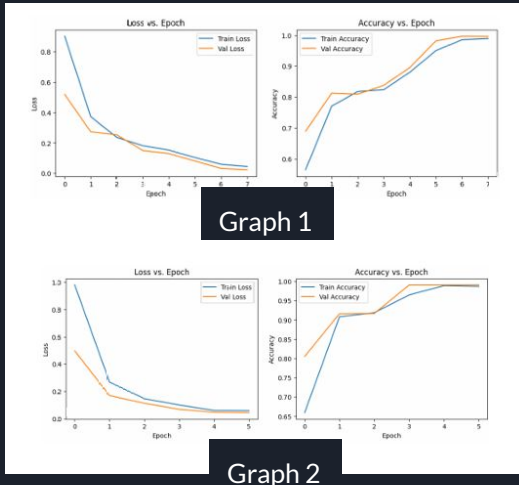 Loss vs. Epoch
0.8
0.6
0.4
0.2
0.0
Loss
Train Loss
Val Loss
0 1 2 3 4 5 6 7
Epoch
Accuracy vs. Epoch
1.0
0.9
0.8
0.7
0.6
Accuracy
Train Accuracy
Val Accuracy
0 1 2 3 4 5 6 7
Epoch
Graph 1
Loss vs. Epoch
0.8
0.4
0.2
0.0
Loss
Train Loss
Val Loss
0 1 2 3 4 5
Epoch
Accuracy vs. Epoch
1.00
0.95
0.90
0.85
0.80
0.75
0.70
0.65
Accuracy
Train Accuracy
Val Accuracy
0 1 2 3 4 5
Epoch
Graph 2